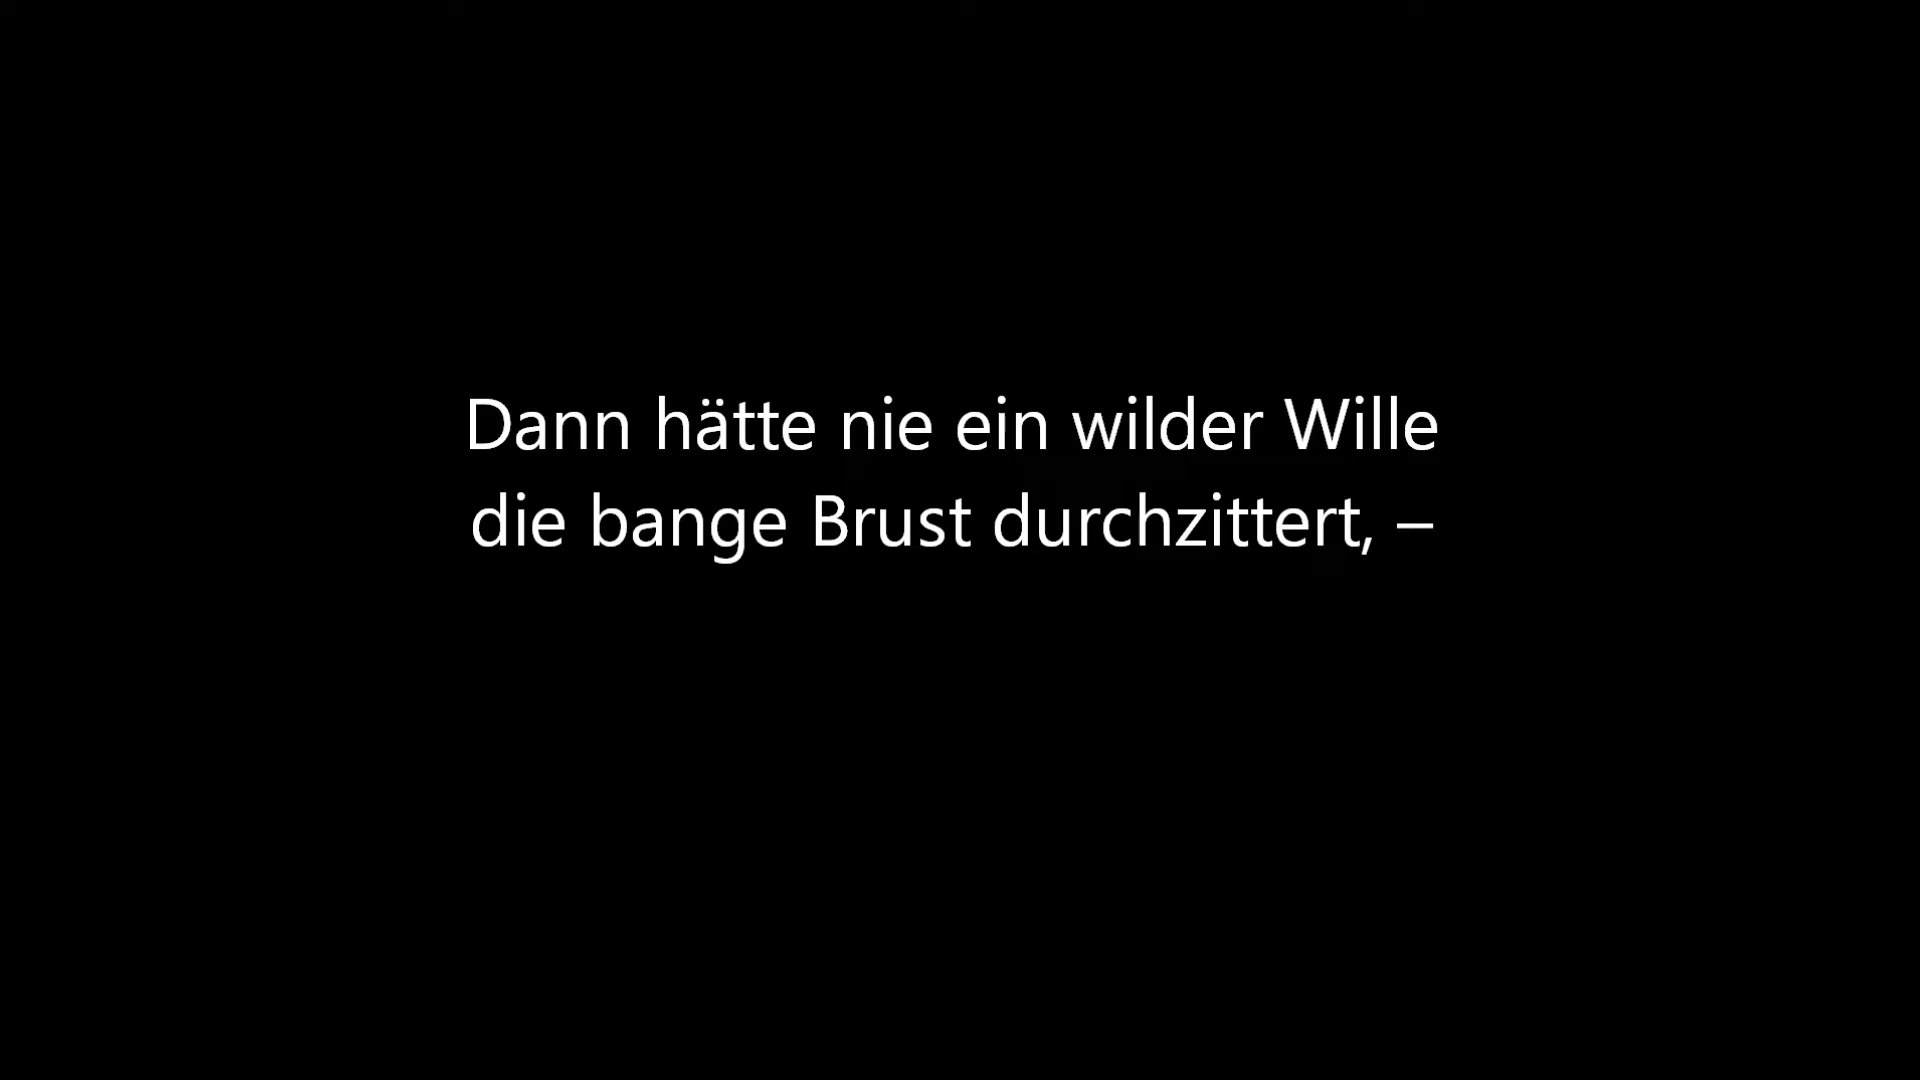 Dann hätte nie ein wilder Wille
die bange Brust durchzittert, –